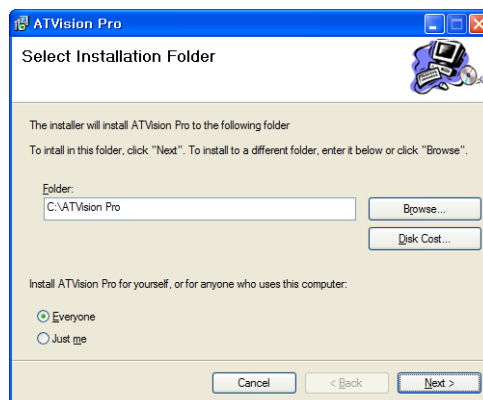 ATVision Pro
Select Installation Folder
The installer will install ATVision Pro to the following folder
To intall in this folder, click "Next". To install to a different folder, enter it below or click "Browse".
Folder:
C:\ATVision Pro
Browse...
Disk Cost...
Install ATVision Pro for yourself, or for anyone who uses this computer:
Everyone
Just me
Cancel
< Back
Next >